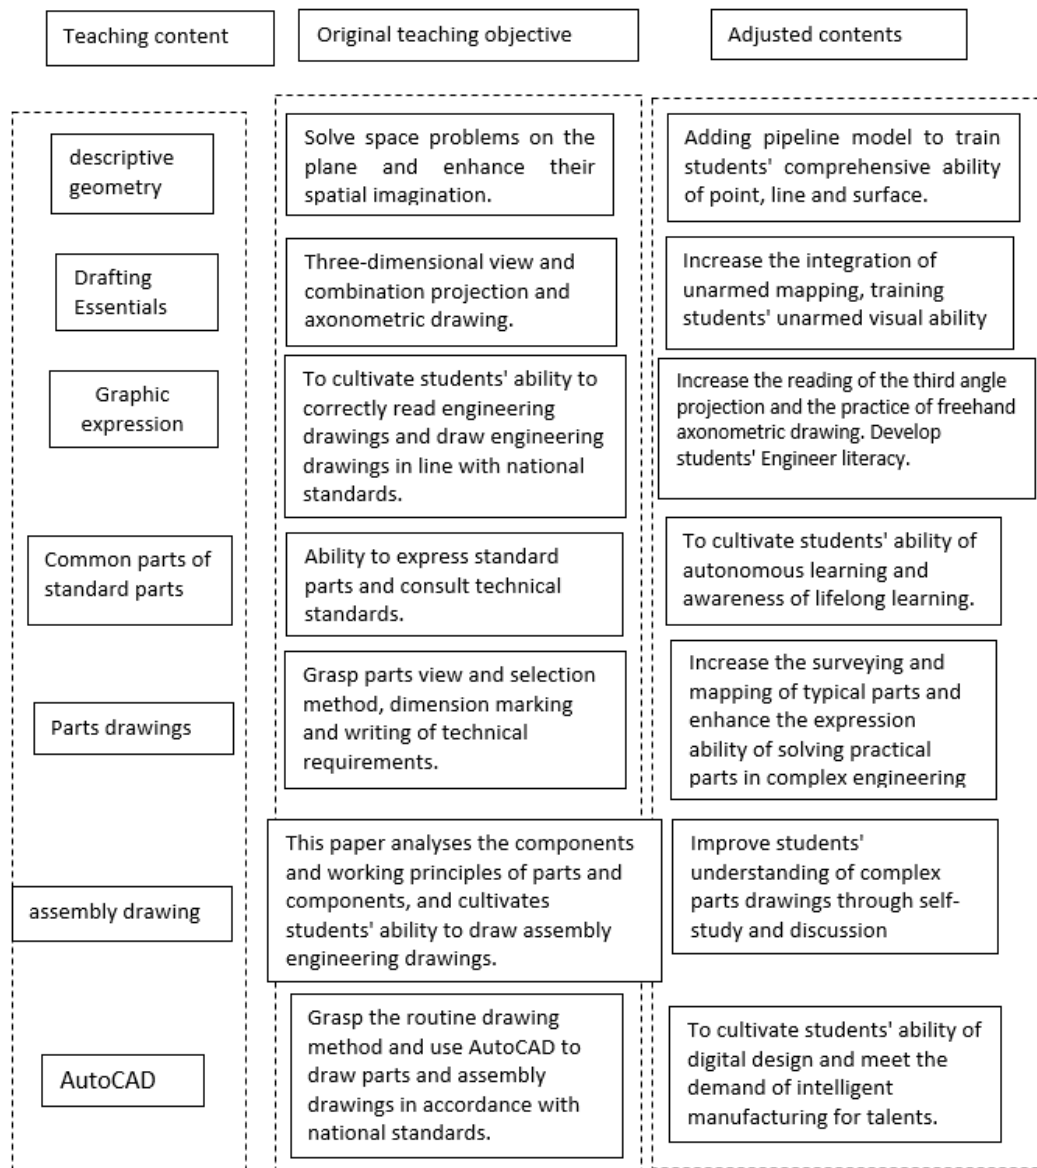 Teaching content
Original teaching objective
Adjusted contents
descriptive
geometry
Solve space problems on the
plane and enhance their
spatial imagination.
Adding pipeline model to train
students' comprehensive ability
of point, line and surface.
Drafting
Essentials
Three-dimensional view and
combination projection and
axonometric drawing.
Increase the integration of
unarmed mapping, training
students' unarmed visual ability
Graphic
expression
To cultivate students' ability to
correctly read engineering
drawings and draw engineering
drawings in line with national
standards.
Increase the reading of the third angle
projection and the practice of freehand
axonometric drawing. Develop
students' Engineer literacy.
Common parts of
standard parts
Ability to express standard
parts and consult technical
standards.
To cultivate students' ability of
autonomous learning and
awareness of lifelong learning.
Parts drawings
Grasp parts view and selection
method, dimension marking
and writing of technical
requirements.
Increase the surveying and
mapping of typical parts and
enhance the expression
ability of solving practical
parts in complex engineering
assembly drawing
This paper analyses the components
and working principles of parts and
components, and cultivates
students' ability to draw assembly
engineering drawings.
Improve students'
understanding of complex
parts drawings through self-
study and discussion
AutoCAD
Grasp the routine drawing
method and use AutoCAD to
draw parts and assembly
drawings in accordance with
national standards.
To cultivate students' ability of
digital design and meet the
demand of intelligent
manufacturing for talents.